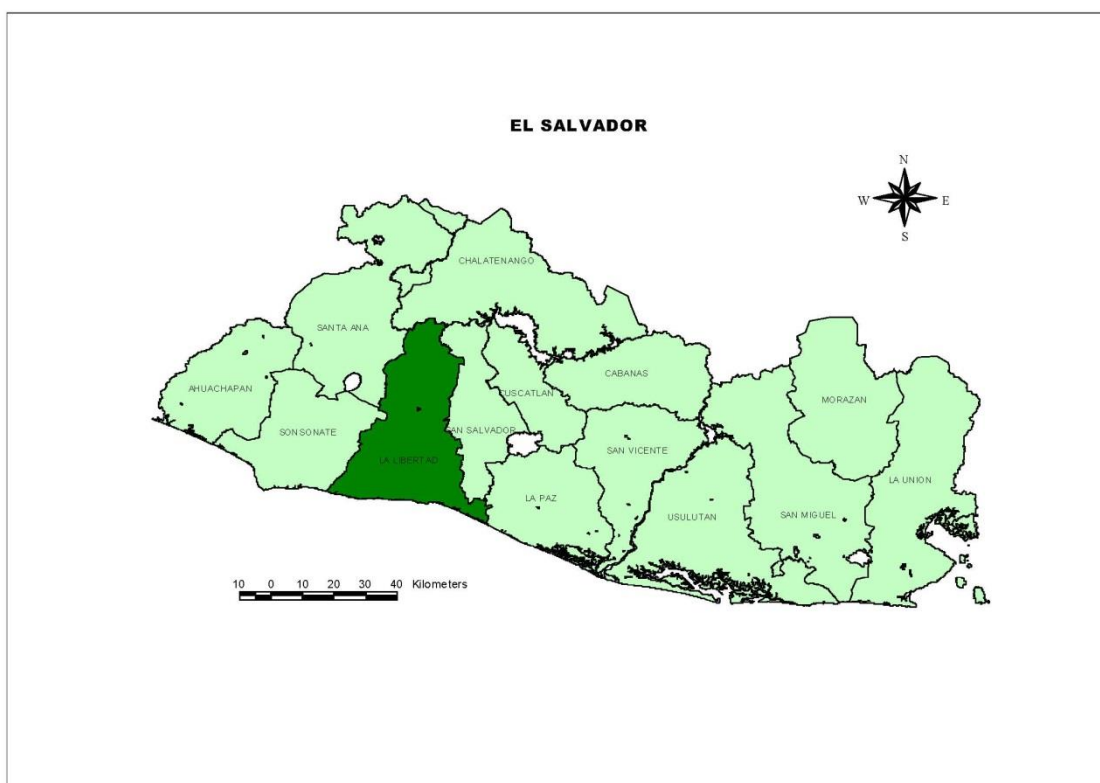 EL SALVADOR
N
W E
S
CHALATENANGO
SANTA ANA
CABANAS
AHUACHAPAN
CUSCATLAN
MORAZAN
SONSONATE
SAN SALVADOR
SAN VICENTE
LA LIBERTAD
LA UNION
LA PAZ
USULUTAN
SAN MIGUEL
10 0 10 20 30 40 Kilometers